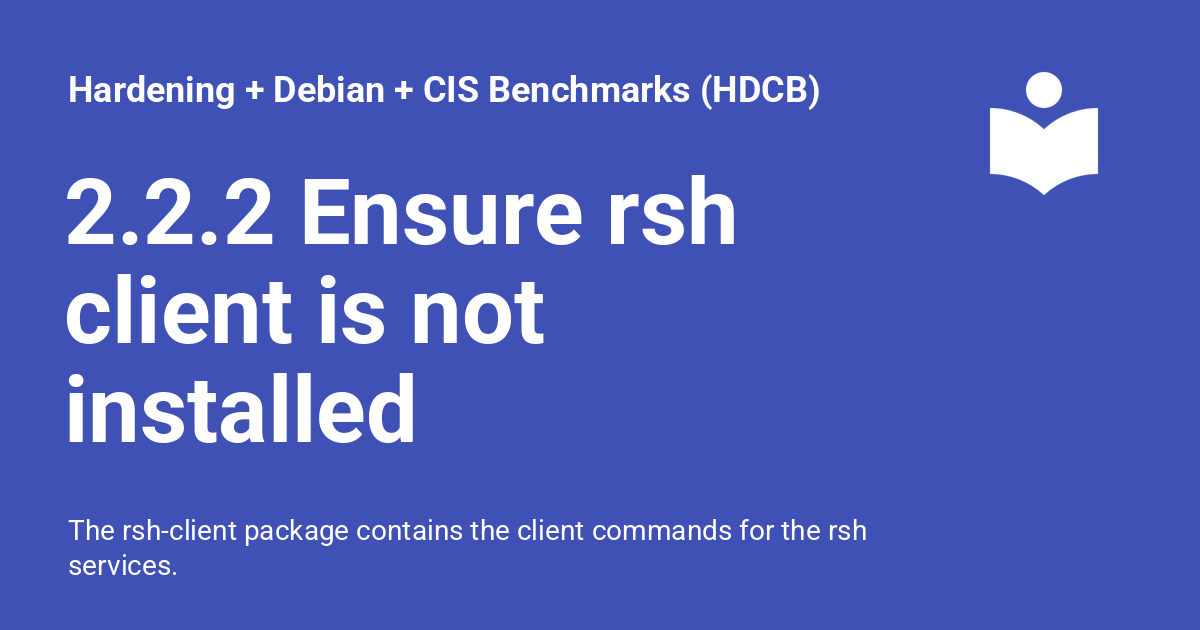 Hardening + Debian + CIS Benchmarks (HDCB)
2.2.2 Ensure rsh
client is not
installed
The rsh-client package contains the client commands for the rsh
services.